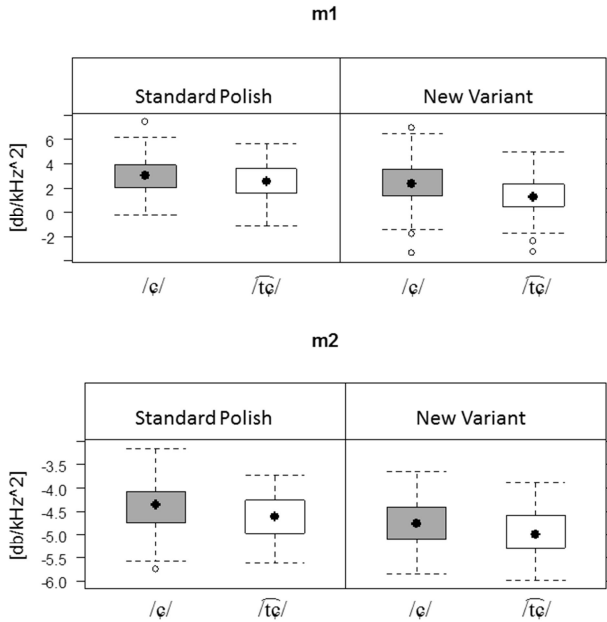 m1
Standard Polish New Variant
[db/kHz^2]
6
4
2
0
-2
/ɕ/ /t͡ɕ/ /ɕ/ /t͡ɕ/
m2
Standard Polish New Variant
[db/kHz^2]
-3.5
-4.0
-4.5
-5.0
-5.5
-6.0
/ɕ/ /t͡ɕ/ /ɕ/ /t͡ɕ/